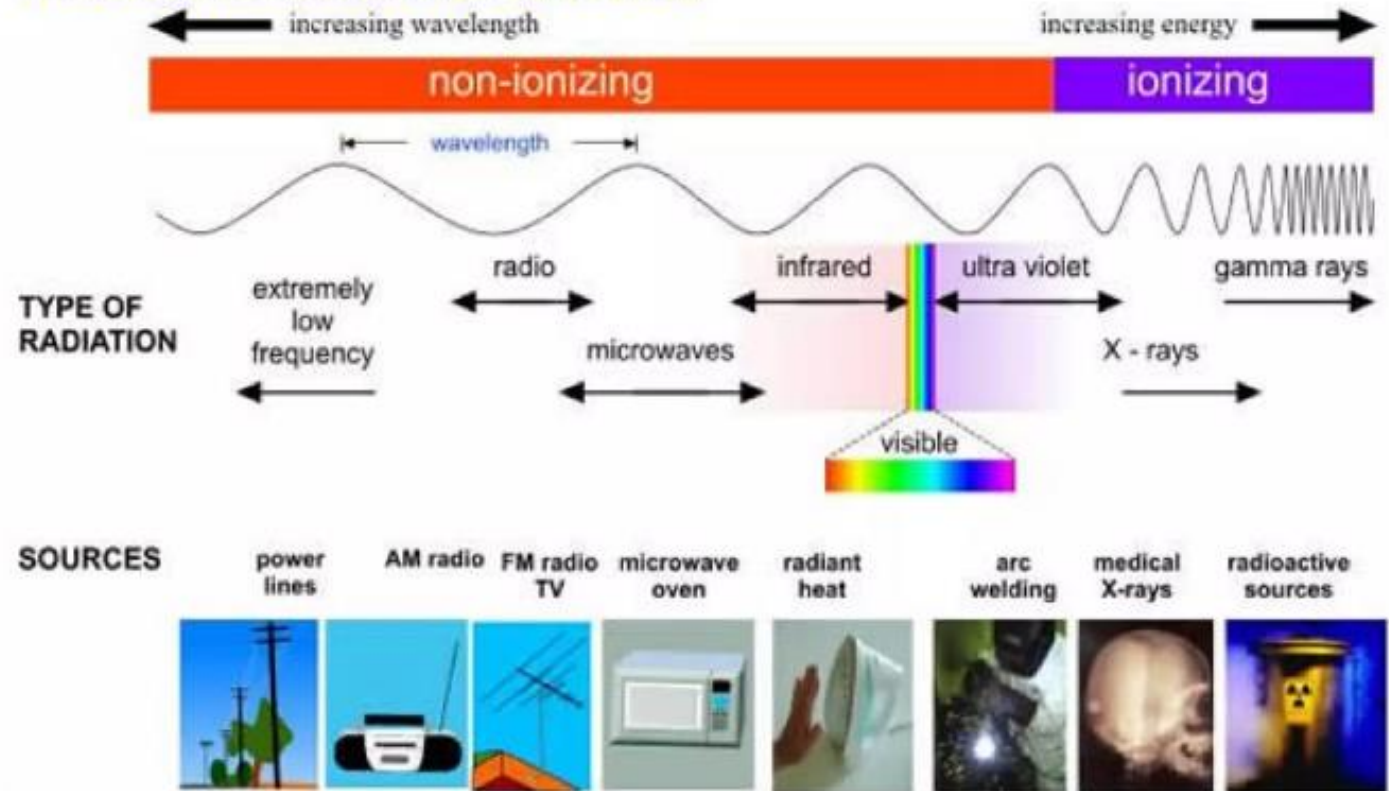 increasing wavelength
increasing energy
non-ionizing
ionizing
wavelength
TYPE OF
RADIATION
extremely
low
frequency
radio
microwaves
infrared
visible
ultra violet
X - rays
gamma rays
SOURCES
power
lines
AM radio
FM radio
TV
microwave
oven
radiant
heat
arc
welding
medical
X-rays
radioactive
sources